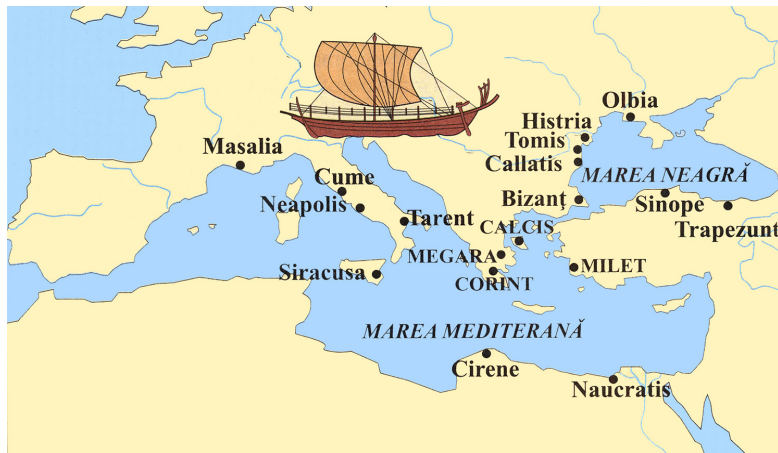 Olbia
Histria
Tomis
Callatis
Masalia
MAREA NEAGRĂ
Cume
Neapolis
Bizanţ
Sinope
Trapezunt
Tarent
CALCIS
MEGARA
MILET
Siracusa
CORINT
MAREA MEDITERANĂ
Cirene
Naucratis